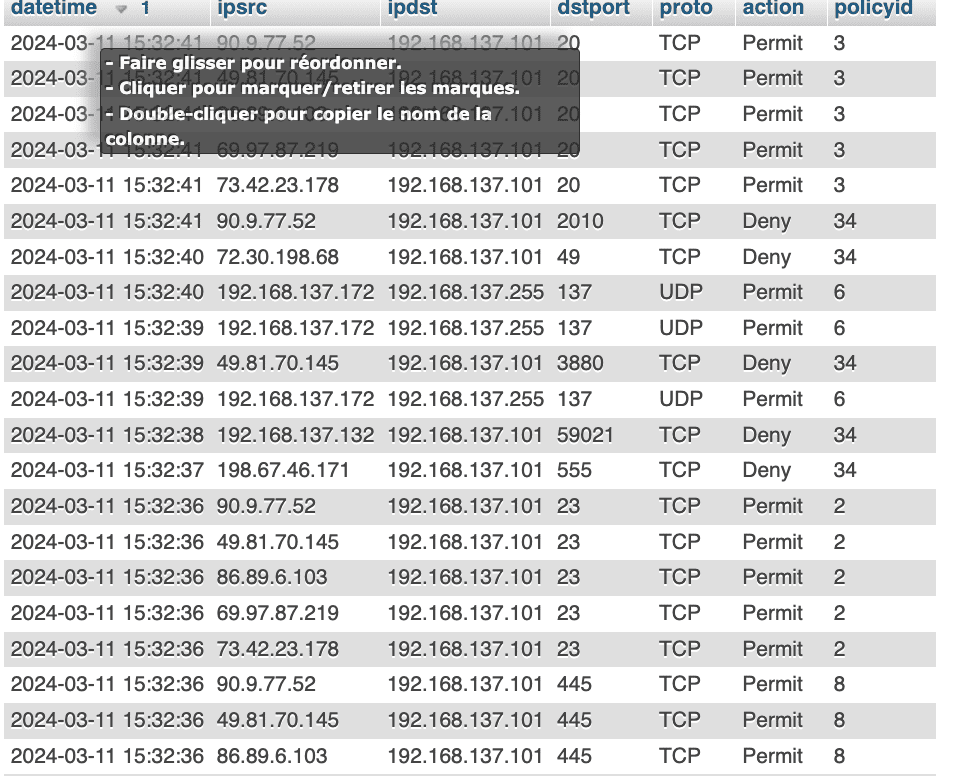 datetime 1 ipsrc ipdst dstport proto action policyid
2024-03-11 15:32:41 90.9.77.52 192.168.137.101 20 TCP Permit 3
- Faire glisser pour réordonner.
2024-03-11 15:32:41 49.81.70.145 192.168.137.101 20 TCP Permit 3
- Cliquer pour marquer/retirer les marques.
2024-03-11 15:32:41 192.168.137.101 20 TCP Permit 3
- Double-cliquer pour copier le nom de la
colonne.
2024-03-11 15:32:41 69.97.87.219 192.168.137.101 20 TCP Permit 3
2024-03-11 15:32:41 73.42.23.178 192.168.137.101 20 TCP Permit 3
2024-03-11 15:32:41 90.9.77.52 192.168.137.101 2010 TCP Deny 34
2024-03-11 15:32:40 72.30.198.68 192.168.137.101 49 TCP Deny 34
2024-03-11 15:32:40 192.168.137.172 192.168.137.255 137 UDP Permit 6
2024-03-11 15:32:39 192.168.137.172 192.168.137.255 137 UDP Permit 6
2024-03-11 15:32:39 49.81.70.145 192.168.137.101 3880 TCP Deny 34
2024-03-11 15:32:39 192.168.137.172 192.168.137.255 137 UDP Permit 6
2024-03-11 15:32:38 192.168.137.132 192.168.137.101 59021 TCP Deny 34
2024-03-11 15:32:37 198.67.46.171 192.168.137.101 555 TCP Deny 34
2024-03-11 15:32:36 90.9.77.52 192.168.137.101 23 TCP Permit 2
2024-03-11 15:32:36 49.81.70.145 192.168.137.101 23 TCP Permit 2
2024-03-11 15:32:36 86.89.6.103 192.168.137.101 23 TCP Permit 2
2024-03-11 15:32:36 69.97.87.219 192.168.137.101 23 TCP Permit 2
2024-03-11 15:32:36 73.42.23.178 192.168.137.101 23 TCP Permit 2
2024-03-11 15:32:36 90.9.77.52 192.168.137.101 445 TCP Permit 8
2024-03-11 15:32:36 49.81.70.145 192.168.137.101 445 TCP Permit 8
2024-03-11 15:32:36 86.89.6.103 192.168.137.101 445 TCP Permit 8